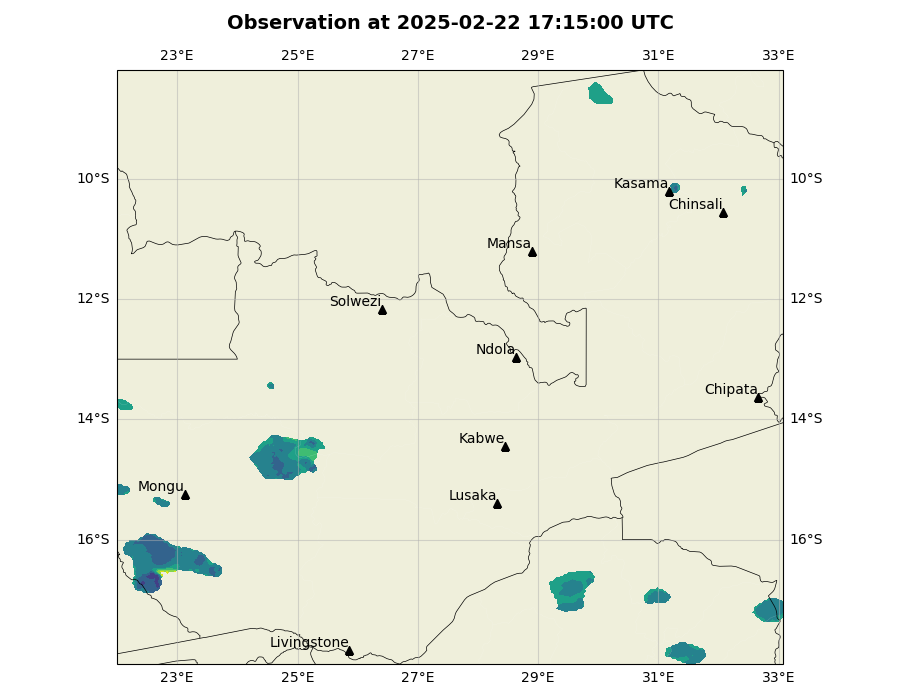 Observation at 2025-02-22 17:15:00 UTC
23°E 25°E 27°E 29°E 31°E 33°E
10°S Kasama 10°S
Chinsali
Mansa
12°S Solwezi 12°S
Ndola
Chipata
14°S 14°S
Kabwe
Mongu Lusaka
16°S 16°S
Livingstone
23°E 25°E 27°E 29°E 31°E 33°E